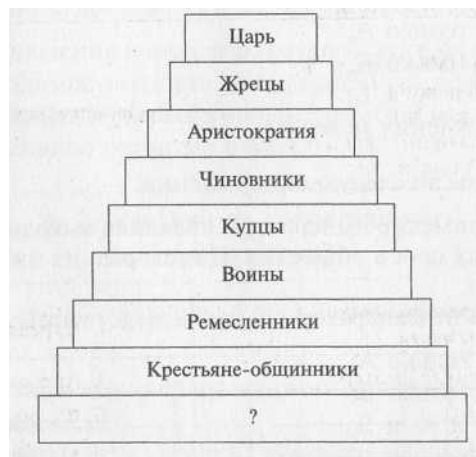 Царь
Жрецы
Аристократия
Чиновники
Купцы
Воины
Ремесленники
Крестьяне-общинники
?